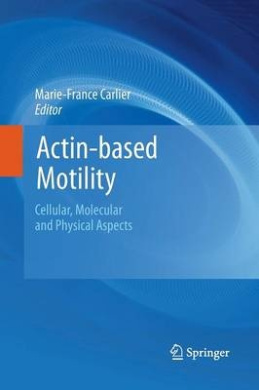 Marie-France Carlier
Editor
Actin-based
Motility
Cellular, Molecular
and Physical Aspects
Springer